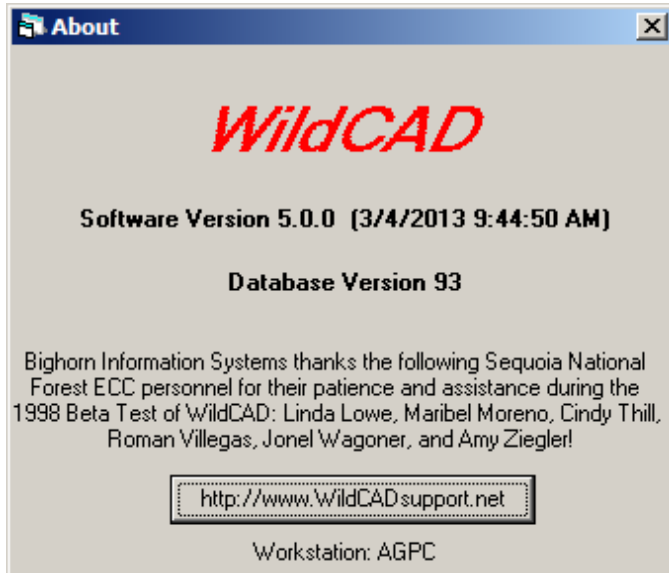 About
WildCAD
Software Version 5.0.0 (3/4/2013 9:44:50 AM)
Database Version 93
Bighorn Information Systems thanks the following Sequoia National
Forest ECC personnel for their patience and assistance during the
1998 Beta Test of WildCAD: Linda Lowe, Maribel Moreno, Cindy Thill,
Roman Villegas, Jonel Wagoner, and Amy Ziegler!
http://www.WildCADsupport.net
Workstation: AGPC